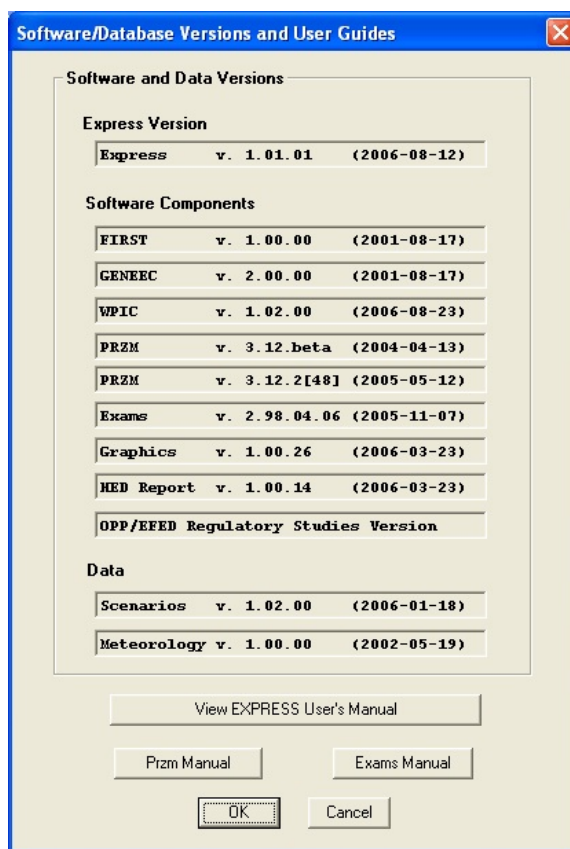 Software/Database Versions and User Guides
Software and Data Versions
Express Version
Express v. 1.01.01 (2006-08-12)
Software Components
FIRST v. 1.00.00 (2001-08-17)
GENEEC v. 2.00.00 (2001-08-17)
WPIC v. 1.02.00 (2006-08-23)
PRZM v. 3.12.beta (2004-04-13)
PRZM v. 3.12.2[48] (2005-05-12)
Exams v. 2.98.04.06 (2005-11-07)
Graphics v. 1.00.26 (2006-03-23)
HED Report v. 1.00.14 (2006-03-23)
OPP/EFED Regulatory Studies Version
Data
Scenarios v. 1.02.00 (2006-01-18)
Meteorology v. 1.00.00 (2002-05-19)
View EXPRESS User's Manual
Przm Manual Exams Manual
OK Cancel